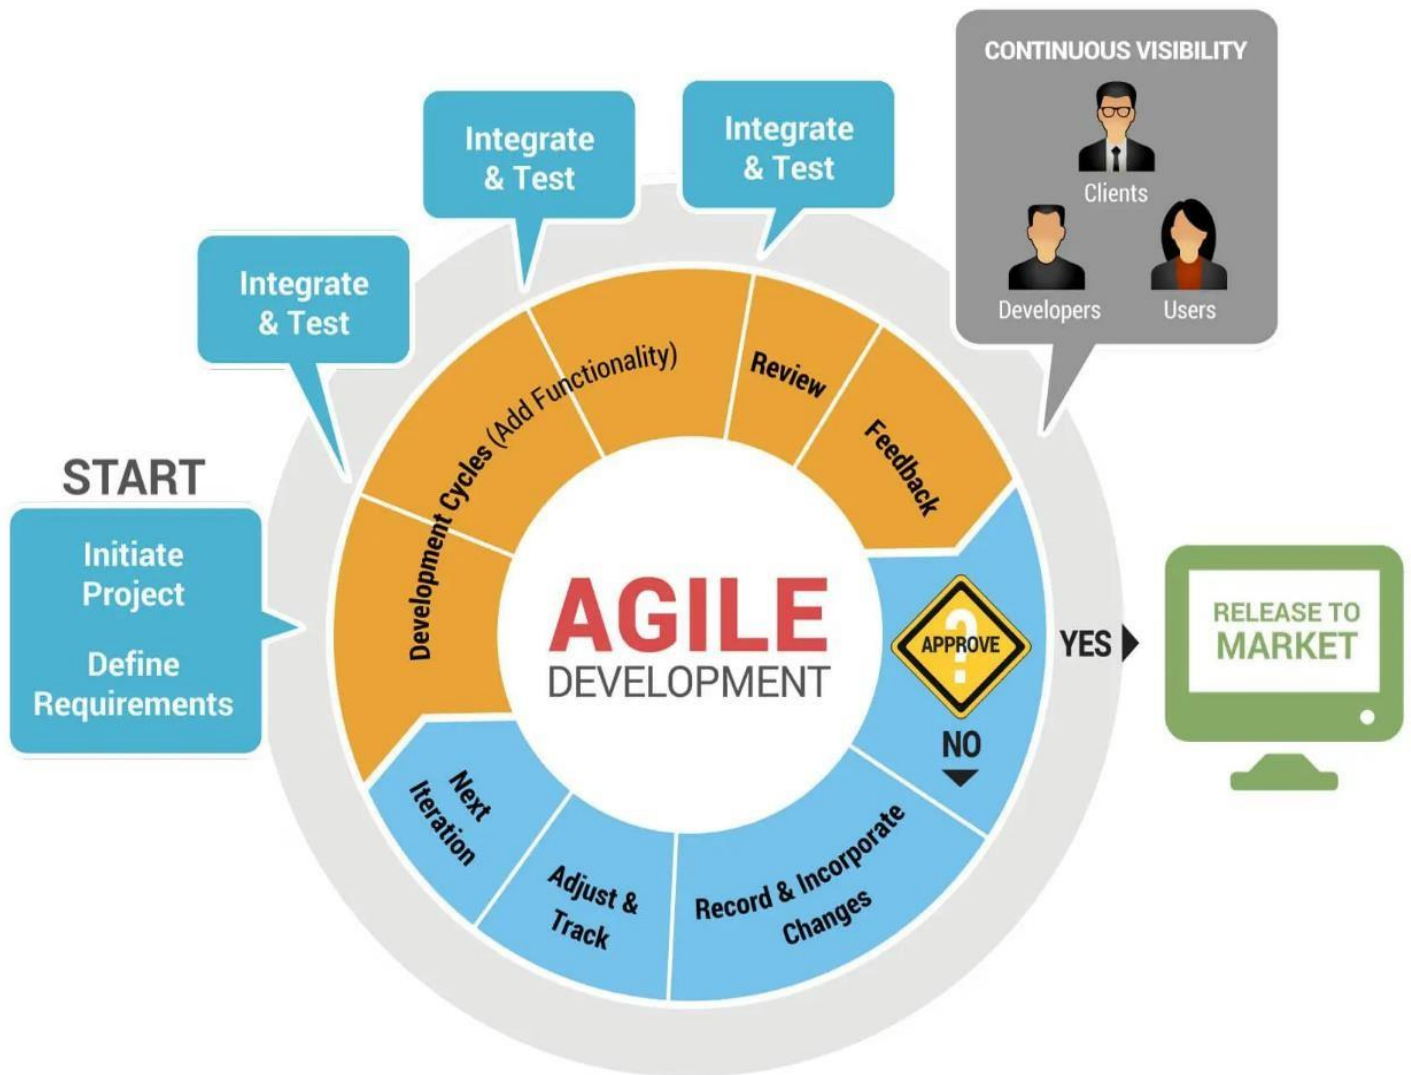 START
Initiate
Project
Define
Requirements
Integrate
& Test
Integrate
& Test
Integrate
& Test
CONTINUOUS VISIBILITY
Clients
Developers
Users
Development Cycles (Add Functionality)
Review
Feedback
?
APPROVE
YES
NO
RELEASE TO
MARKET
Record & Incorporate
Changes
Adjust &
Track
Next
Iteration
AGILE
DEVELOPMENT